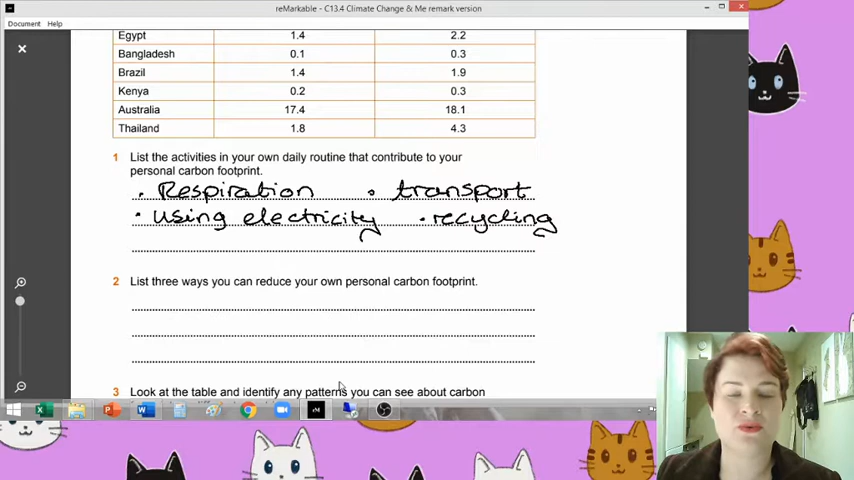 reMarkable - C13.4 Climate Change & Me remark version
Document Help
Egypt 1.4 2.2
Bangladesh 0.1 0.3
Brazil 1.4 1.9
Kenya 0.2 0.3
Australia 17.4 18.1
Thailand 1.8 4.3
1 List the activities in your own daily routine that contribute to your
personal carbon footprint.
• Respiration • transport
• Using electricity • recycling
2 List three ways you can reduce your own personal carbon footprint.
3 Look at the table and identify any patterns you can see about carbon